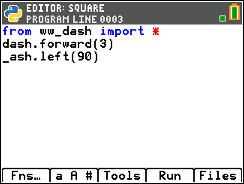 EDITOR: SQUARE
PROGRAM LINE 0003
from ww_dash import *
dash.forward(3)
_ash.left(90)
Fns… a A # Tools Run Files